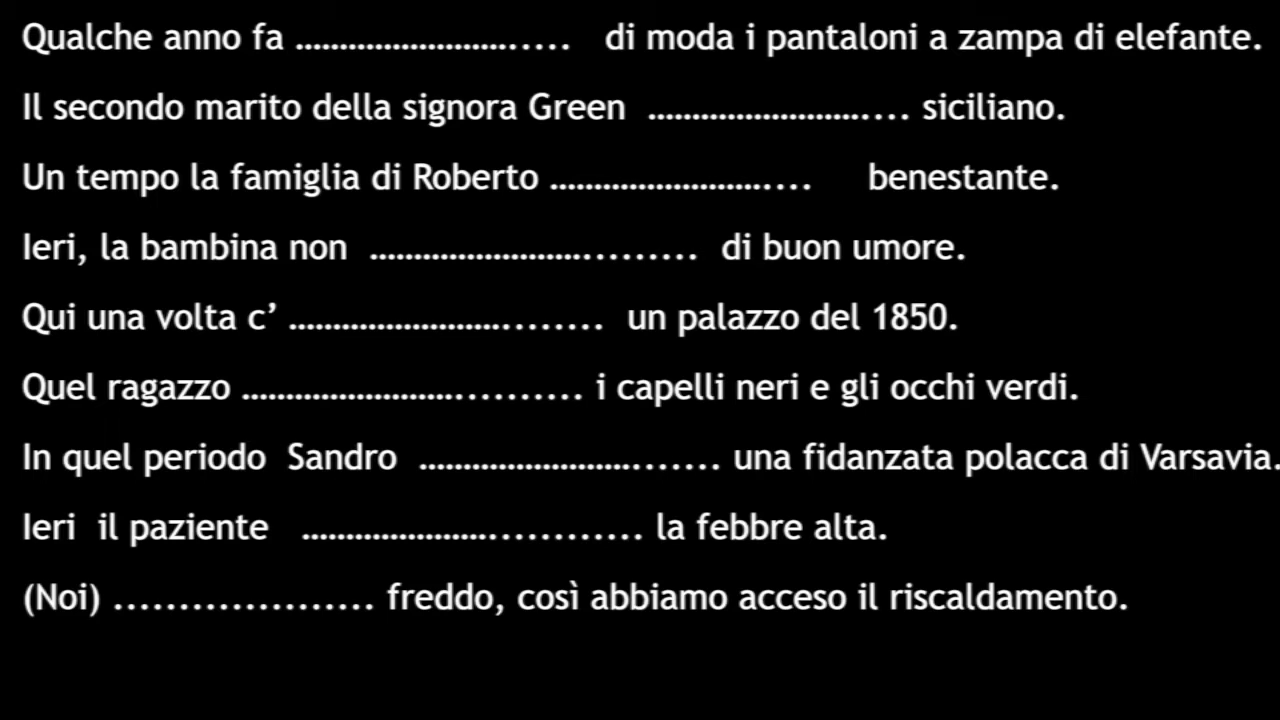 Qualche anno fa …………………….... di moda i pantaloni a zampa di elefante.
Il secondo marito della signora Green …………………….... siciliano.
Un tempo la famiglia di Roberto …………………….... benestante.
Ieri, la bambina non ……………………......... di buon umore.
Qui una volta c’ ……………………....... un palazzo del 1850.
Quel ragazzo ……………………......... i capelli neri e gli occhi verdi.
In quel periodo Sandro ……………………....... una fidanzata polacca di Varsavia.
Ieri il paziente …………………............ la febbre alta.
(Noi) .................... freddo, così abbiamo acceso il riscaldamento.